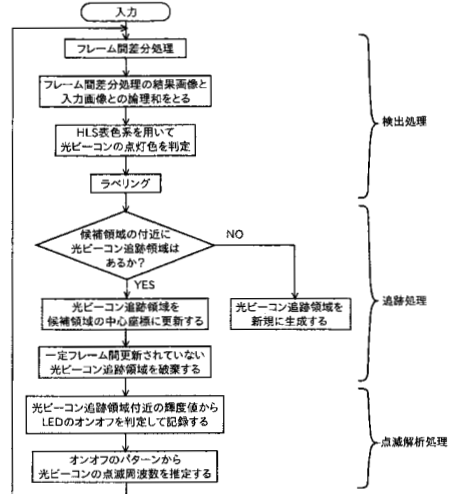 入力
フレーム間差分処理
フレーム間差分処理の結果画像と
入力画像との論理和をとる
HLS表色系を用いて
光ビーコンの点灯色を判定
ラベリング
検出処理
候補領域の付近に
光ビーコン追跡領域は
あるか?
NO
YES
光ビーコン追跡領域を
候補領域の中心座標に更新する
光ビーコン追跡領域を
新規に生成する
一定フレーム間更新されていない
光ビーコン追跡領域を破棄する
追跡処理
光ビーコン追跡領域付近の輝度値から
LEDのオンオフを判定して記録する
オンオフのパターンから
光ビーコンの点滅周波数を推定する
点滅解析処理